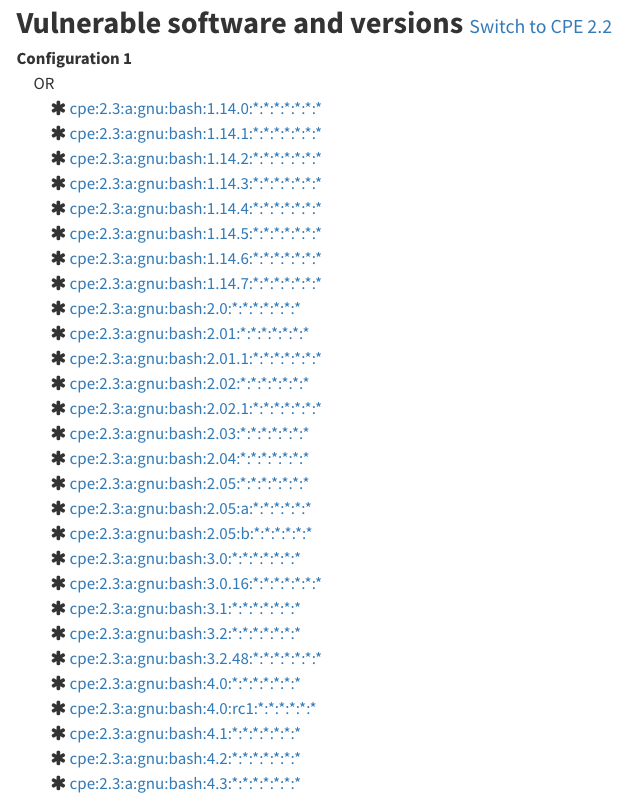 Vulnerable software and versions Switch to CPE 2.2
Configuration 1
OR
✱ cpe:2.3:a:gnu:bash:1.14.0:*:*:*:*:*:*:*
✱ cpe:2.3:a:gnu:bash:1.14.1:*:*:*:*:*:*:*
✱ cpe:2.3:a:gnu:bash:1.14.2:*:*:*:*:*:*:*
✱ cpe:2.3:a:gnu:bash:1.14.3:*:*:*:*:*:*:*
✱ cpe:2.3:a:gnu:bash:1.14.4:*:*:*:*:*:*:*
✱ cpe:2.3:a:gnu:bash:1.14.5:*:*:*:*:*:*:*
✱ cpe:2.3:a:gnu:bash:1.14.6:*:*:*:*:*:*:*
✱ cpe:2.3:a:gnu:bash:1.14.7:*:*:*:*:*:*:*
✱ cpe:2.3:a:gnu:bash:2.0:*:*:*:*:*:*:*
✱ cpe:2.3:a:gnu:bash:2.01:*:*:*:*:*:*:*
✱ cpe:2.3:a:gnu:bash:2.01.1:*:*:*:*:*:*:*
✱ cpe:2.3:a:gnu:bash:2.02:*:*:*:*:*:*:*
✱ cpe:2.3:a:gnu:bash:2.02.1:*:*:*:*:*:*:*
✱ cpe:2.3:a:gnu:bash:2.03:*:*:*:*:*:*:*
✱ cpe:2.3:a:gnu:bash:2.04:*:*:*:*:*:*:*
✱ cpe:2.3:a:gnu:bash:2.05:*:*:*:*:*:*:*
✱ cpe:2.3:a:gnu:bash:2.05:a:*:*:*:*:*:*
✱ cpe:2.3:a:gnu:bash:2.05:b:*:*:*:*:*:*
✱ cpe:2.3:a:gnu:bash:3.0:*:*:*:*:*:*:*
✱ cpe:2.3:a:gnu:bash:3.0.16:*:*:*:*:*:*:*
✱ cpe:2.3:a:gnu:bash:3.1:*:*:*:*:*:*:*
✱ cpe:2.3:a:gnu:bash:3.2:*:*:*:*:*:*:*
✱ cpe:2.3:a:gnu:bash:3.2.48:*:*:*:*:*:*:*
✱ cpe:2.3:a:gnu:bash:4.0:*:*:*:*:*:*:*
✱ cpe:2.3:a:gnu:bash:4.0:rc1:*:*:*:*:*:*
✱ cpe:2.3:a:gnu:bash:4.1:*:*:*:*:*:*:*
✱ cpe:2.3:a:gnu:bash:4.2:*:*:*:*:*:*:*
✱ cpe:2.3:a:gnu:bash:4.3:*:*:*:*:*:*:*